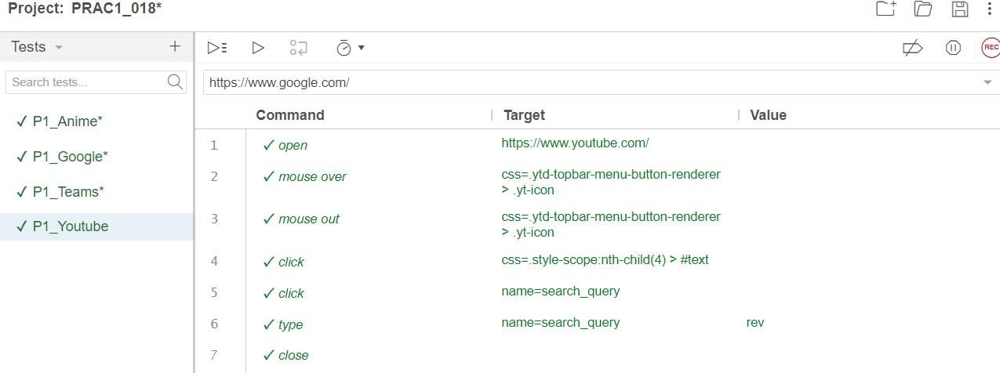 Project: PRAC1_018*
Tests
REC
Search tests...
https://www.google.com/
Command Target Value
✓ P1_Anime*
✓ P1_Google*
✓ P1_Teams*
✓ P1_Youtube
1 ✓ open https://www.youtube.com/
2 ✓ mouse over css=.ytd-topbar-menu-button-renderer
> .yt-icon
3 ✓ mouse out css=.ytd-topbar-menu-button-renderer
> .yt-icon
4 ✓ click css=.style-scope:nth-child(4) > #text
5 ✓ click name=search_query
6 ✓ type name=search_query rev
7 ✓ close